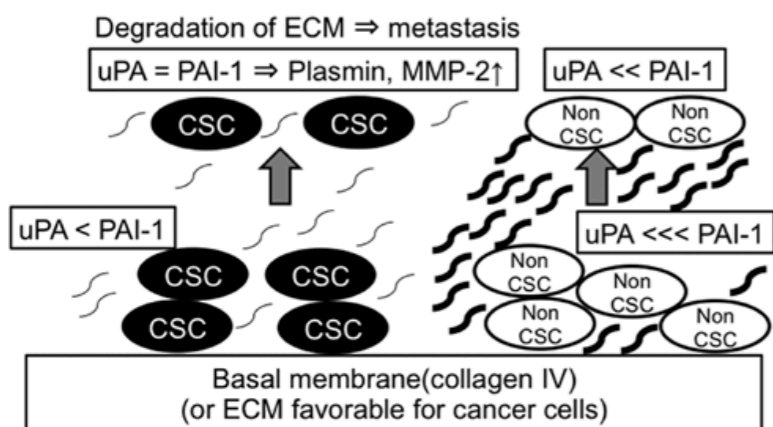 Degradation of ECM ⇒ metastasis
uPA = PAI-1 ⇒ Plasmin, MMP-2↑
uPA << PAI-1
CSC
CSC
Non
CSC
Non
CSC
uPA < PAI-1
uPA <<< PAI-1
CSC
CSC
Non
CSC
Non
CSC
CSC
CSC
Non
CSC
Non
CSC
Basal membrane(collagen IV)
(or ECM favorable for cancer cells)